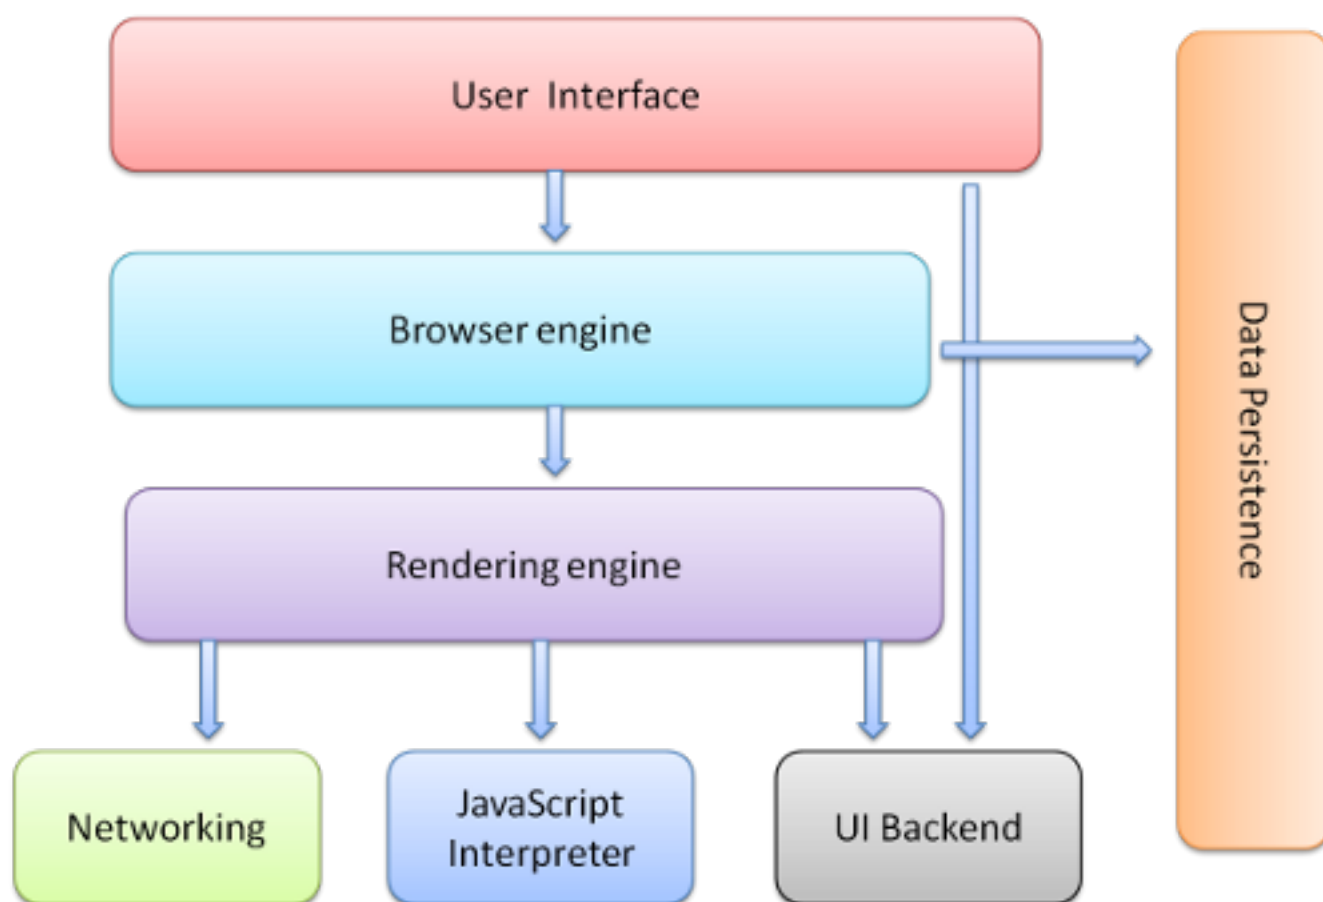 User Interface
Browser engine
Data Persistence
Rendering engine
Networking
JavaScript
Interpreter
UI Backend